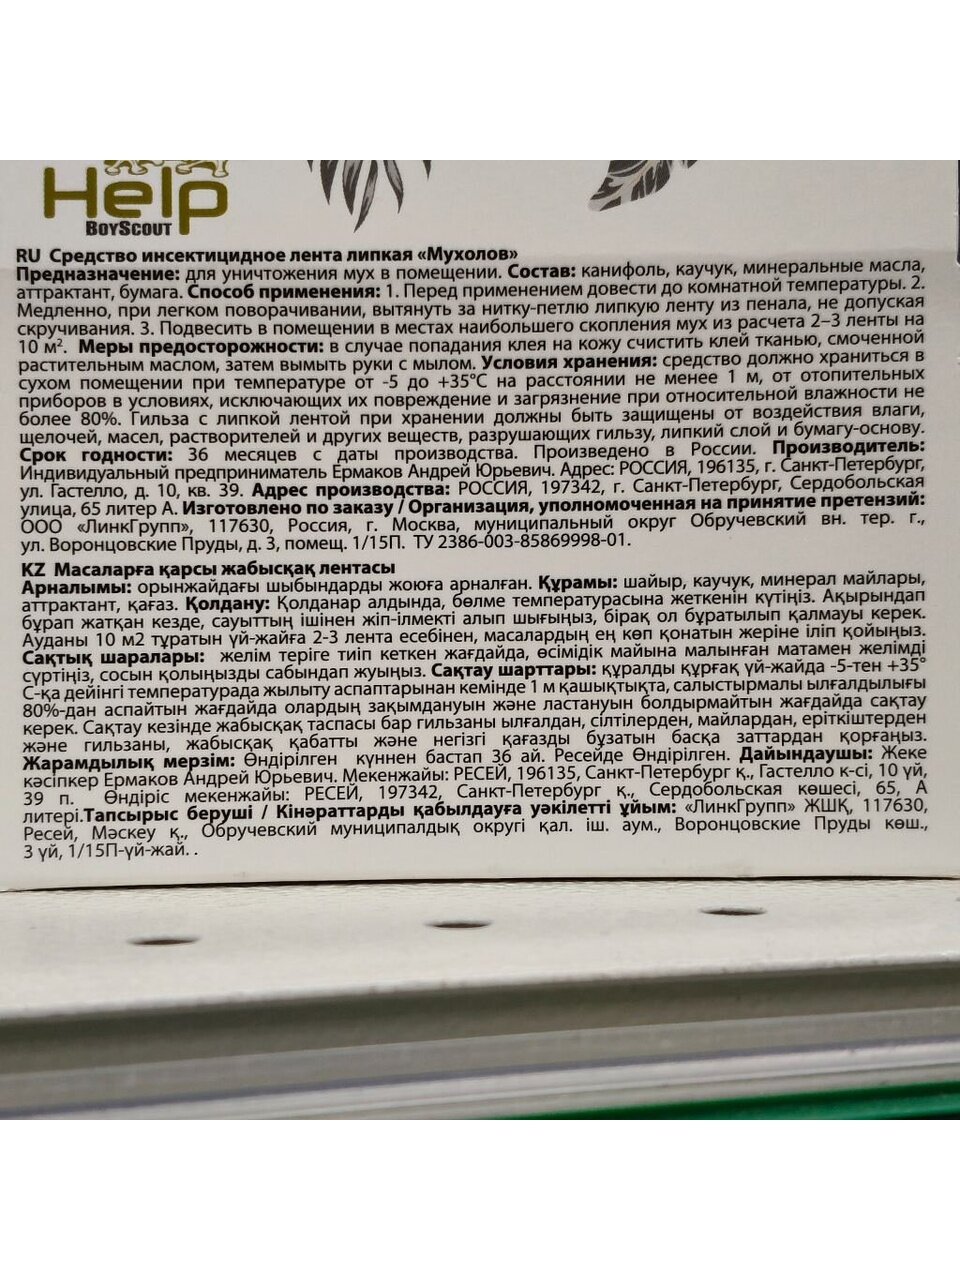 Help
BOYSCOUT
RU Средство инсектицидное лента липкая «Мухолов»
Предназначение: для уничтожения мух в помещении. Состав: канифоль, каучук, минеральные масла,
аттрактант, бумага. Способ применения: 1. Перед применением довести до комнатной температуры. 2.
Медленно, при легком поворачивании, вытянуть за нитку-петлю липкую ленту из пенала, не допуская
скручивания. 3. Подвесить в помещении в местах наибольшего скопления мух из расчета 2–3 ленты на
10 м². Меры предосторожности: в случае попадания клея на кожу счистить клей тканью, смоченной
растительным маслом, затем вымыть руки с мылом. Условия хранения: средство должно храниться в
сухом помещении при температуре от -5 до +35°С на расстоянии не менее 1 м, от отопительных
приборов в условиях, исключающих их повреждение и загрязнение при относительной влажности не
более 80%. Гильза с липкой лентой при хранении должны быть защищены от воздействия влаги,
щелочей, масел, растворителей и других веществ, разрушающих гильзу, липкий слой и бумагу-основу.
Срок годности: 36 месяцев с даты производства. Произведено в России. Производитель:
Индивидуальный предприниматель Ермаков Андрей Юрьевич. Адрес: РОССИЯ, 196135, г. Санкт-Петербург,
ул. Гастелло, д. 10, кв. 39. Адрес производства: РОССИЯ, 197342, г. Санкт-Петербург, Сердобольская
улица, 65 литер А. Изготовлено по заказу / Организация, уполномоченная на принятие претензий:
ООО «ЛинкГрупп», 117630, Россия, г. Москва, муниципальный округ Обручевский вн. тер. г.,
ул. Воронцовские Пруды, д. 3, помещ. 1/15П. ТУ 2386-003-85869998-01.
KZ Масаларға қарсы жабысқақ лентасы
Арналымы: орынжайдағы шыбындарды жоюға арналған. Құрамы: шайыр, каучук, минерал майлары,
аттрактант, қағаз. Қолдану: Қолданар алдында, бөлме температурасына жеткенін күтіңіз. Ақырындап
бұрап жатқан кезде, сауыттың ішінен жіп-ілмекті алып шығыңыз, бірақ ол бұратылып қалмауы керек.
Ауданы 10 м2 тұратын үй-жайға 2-3 лента есебінен, масалардың ең көп қонатын жеріне іліп қойыңыз.
Сақтық шаралары: желім теріге тиіп кеткен жағдайда, өсімідік майына малынған матамен желімді
сүртіңіз, сосын қолыңызды сабындап жуыңыз. Сақтау шарттары: құралды құрғақ үй-жайда -5-тен +35°
С-қа дейінгі температурада жылыту аспаптарынан кемінде 1 м қашықтықта, салыстырмалы ылғалдылығы
80%-дан аспайтын жағдайда олардың зақымдануын және ластануын болдырмайтын жағдайда сақтау
керек. Сақтау кезінде жабысқақ таспасы бар гильзаны ылғалдан, сілтілерден, майлардан, еріткіштерден
және гильзаны, жабысқақ қабатты және негізгі қағазды бұзатын басқа заттардан қорғаңыз.
Жарамдылық мерзім: Өндірілген күннен бастап 36 ай. Ресейде Өндірілген. Дайындаушы: Жеке
кәсіпкер Ермаков Андрей Юрьевич. Мекенжайы: РЕСЕЙ, 196135, Санкт-Петербург қ., Гастелло к-сі, 10 үй,
39 п. Өндіріс мекенжайы: РЕСЕЙ, 197342, Санкт-Петербург қ., Сердобольская көшесі, 65, А
литері.Тапсырыс беруші / Кінәраттарды қабылдауға уәкілетті ұйым: «ЛинкГрупп» ЖШҚ, 117630,
Ресей, Мәскеу қ., Обручевский муниципалдық округі қал. іш. аум., Воронцовские Пруды көш.,
3 үй, 1/15П-үй-жай. .